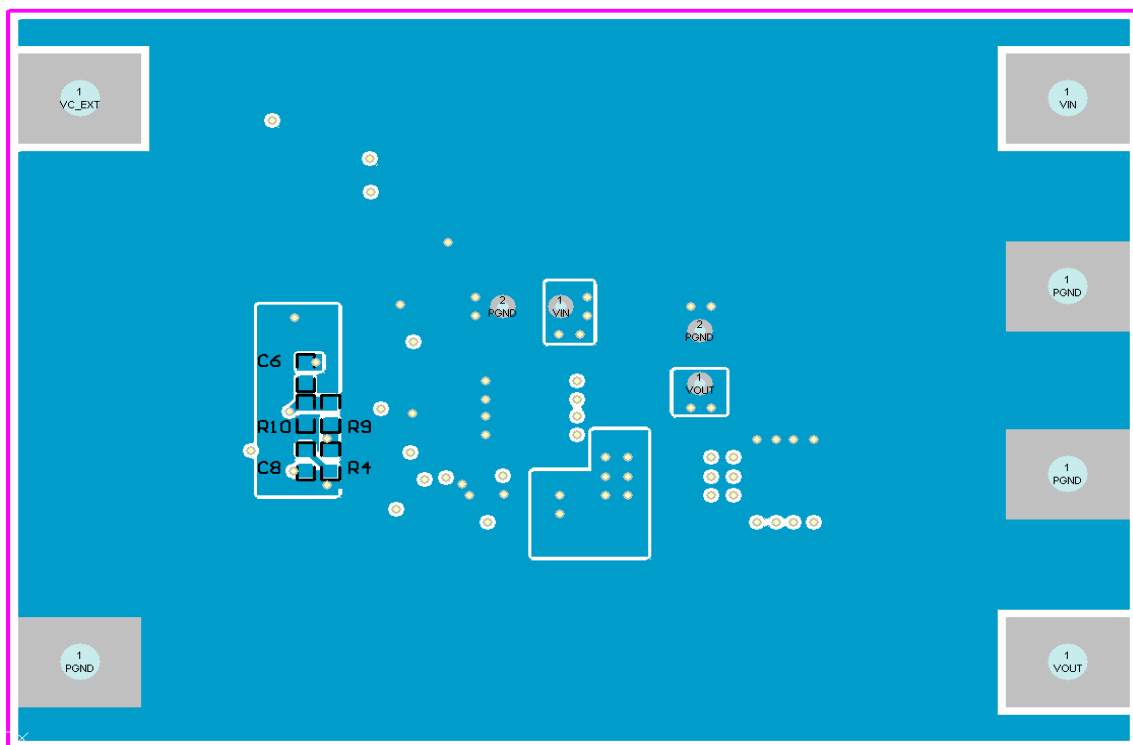 1
VC_EXT
1
VIN
1
PGND
2
PGND
1
VIN
2
PGND
1
VOUT
C6
R10
R9
C8
R4
1
PGND
1
PGND
1
VOUT